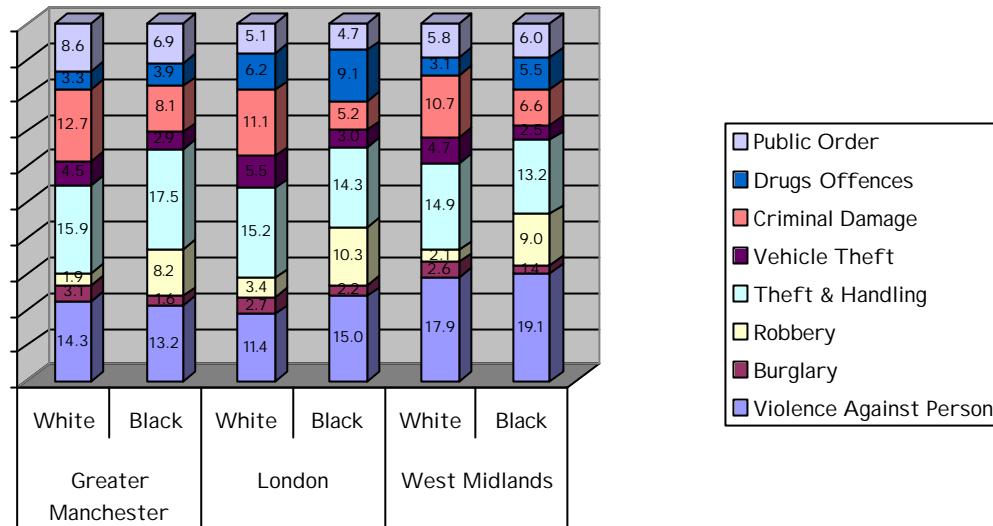 8.6 6.9 5.1 4.7 5.8 6.0
3.3 3.9 6.2 9.1 3.1 5.5
12.7 8.1 11.1 5.2 10.7 6.6
4.5 2.9 5.5 3.0 4.7 2.5
15.9 17.5 15.2 14.3 14.9 13.2
1.9 8.2 3.4 10.3 2.1 9.0
3.1 1.6 2.7 2.2 2.6 1.4
14.3 13.2 11.4 15.0 17.9 19.1
White Black White Black White Black
Greater Manchester
London
West Midlands
Public Order
Drugs Offences
Criminal Damage
Vehicle Theft
Theft & Handling
Robbery
Burglary
Violence Against Person